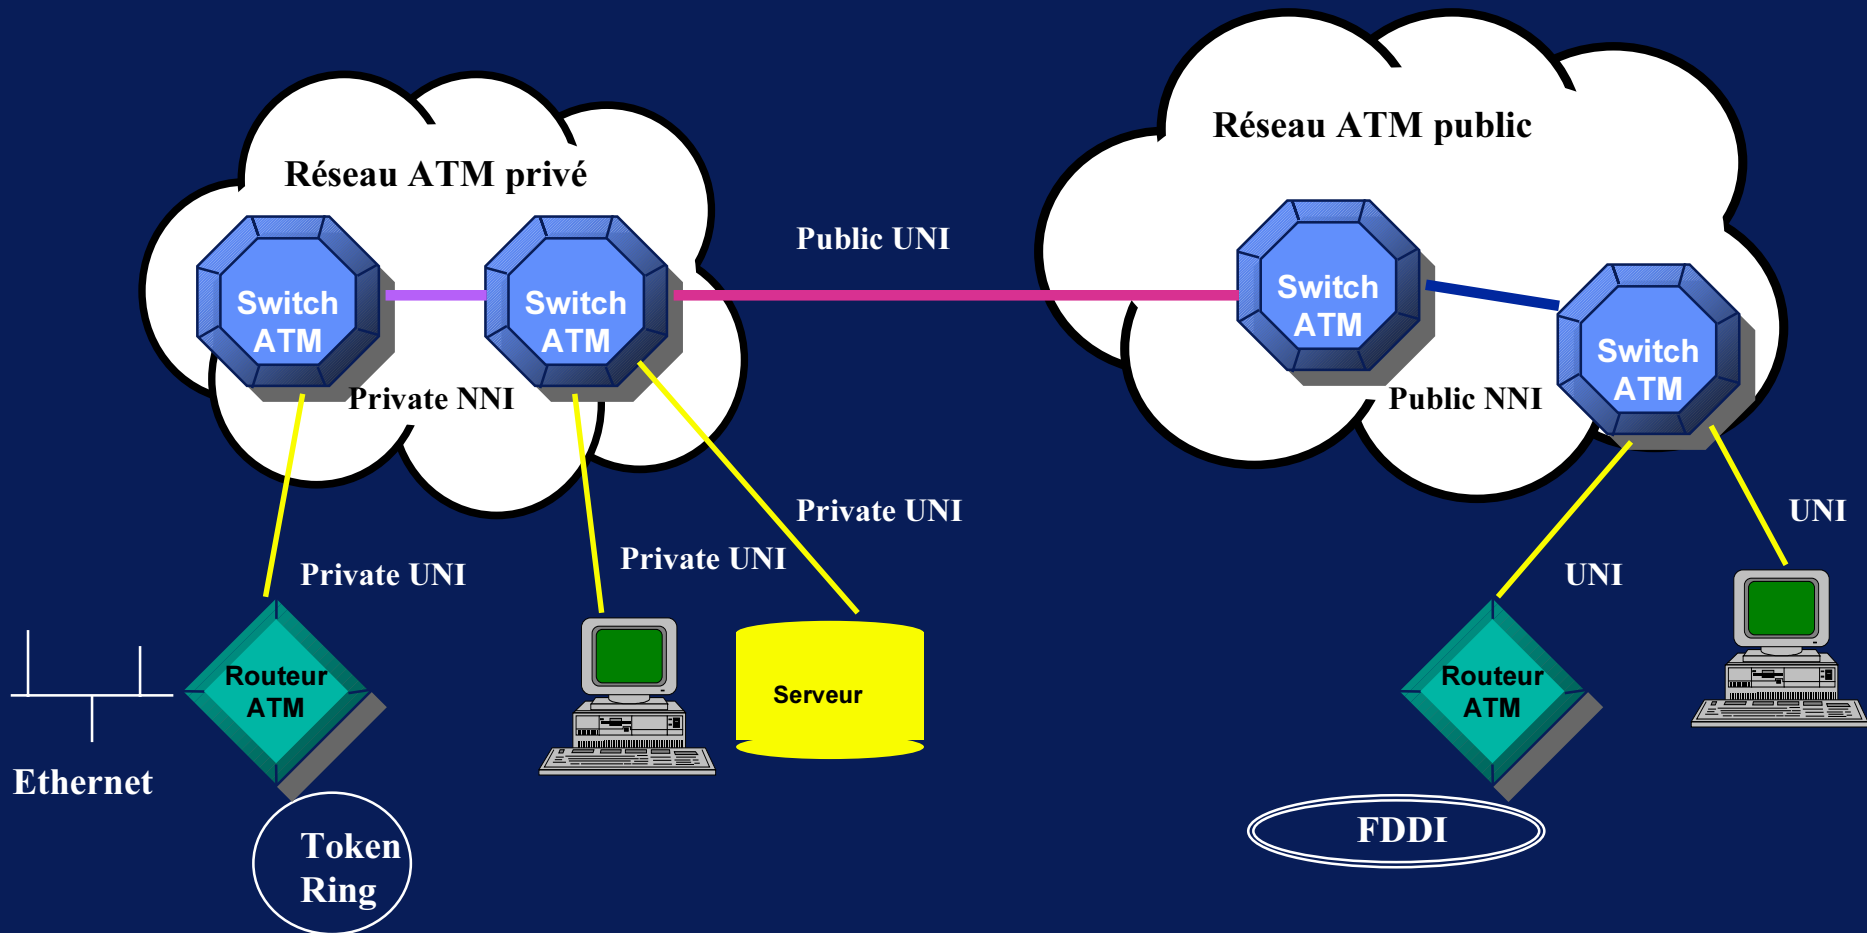 Réseau ATM public
Réseau ATM privé
Public UNI
Switch
ATM
Switch
ATM
Switch
ATM
Switch
ATM
Private NNI
Public NNI
Private UNI
UNI
Private UNI
Private UNI
UNI
Routeur
ATM
Serveur
Routeur
ATM
Ethernet
Token
Ring
FDDI